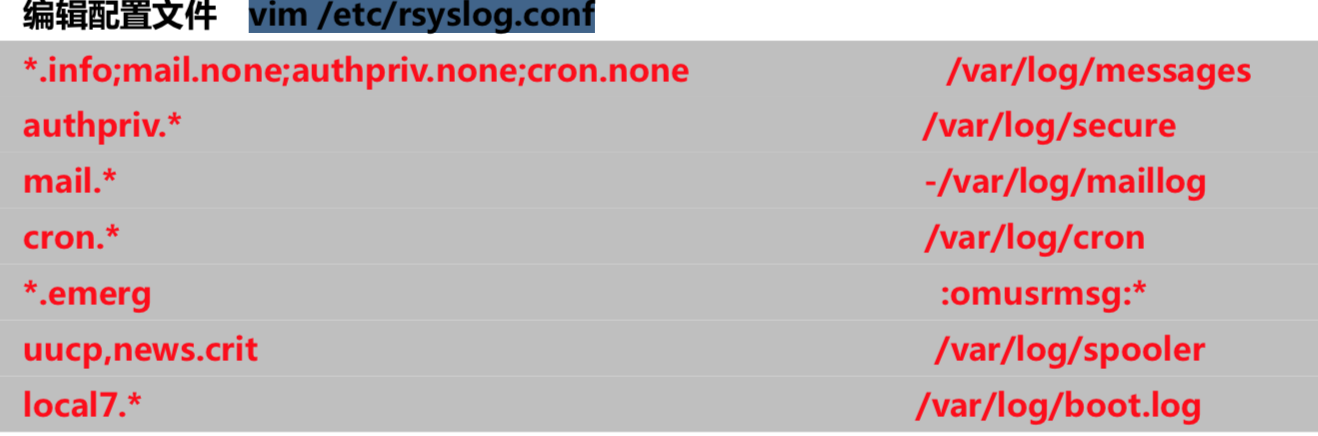 编辑配置文件 vim /etc/rsyslog.conf
*.info;mail.none;authpriv.none;cron.none /var/log/messages
authpriv.* /var/log/secure
mail.* -/var/log/maillog
cron.* /var/log/cron
*.emerg :omusrmsg:*
uucp,news.crit /var/log/spooler
local7.* /var/log/boot.log